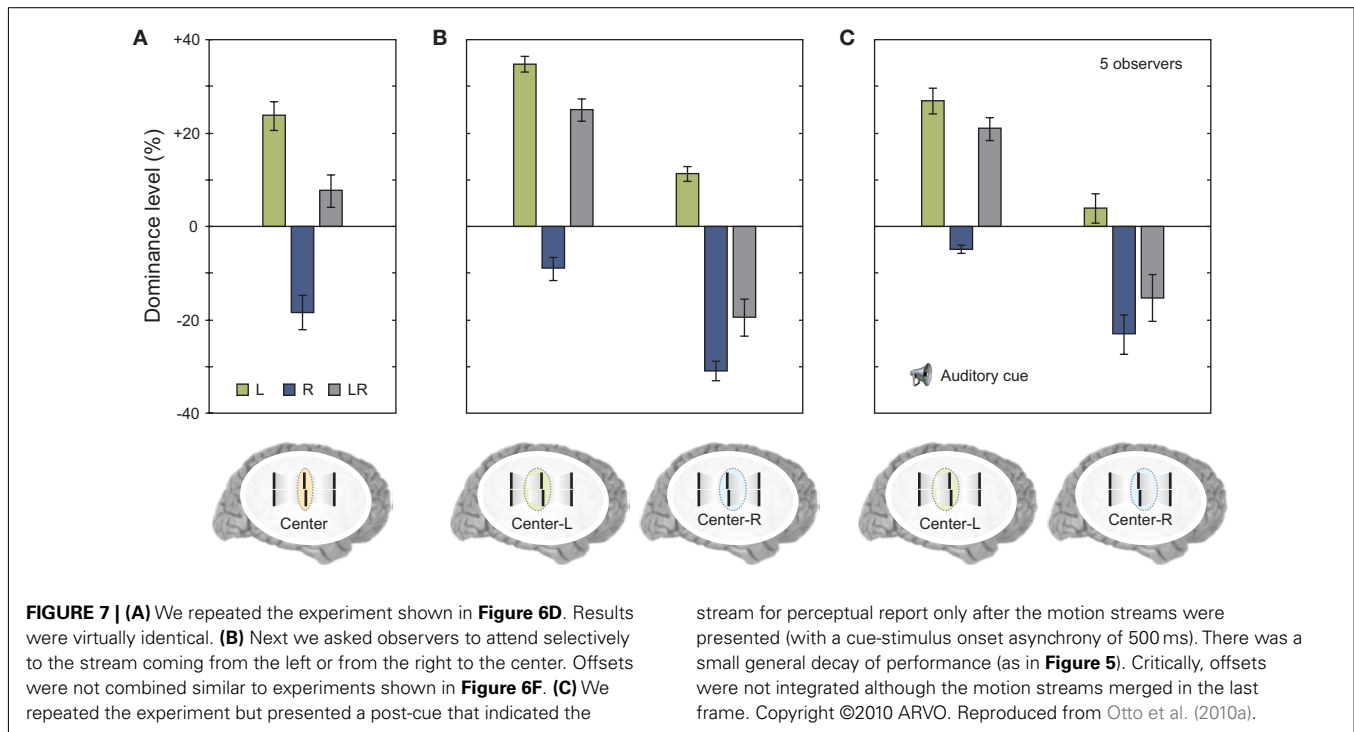 A
B
C
+40
+20
0
-20
-40
Dominance level (%)
L
R
LR
5 observers
Auditory cue
Center
Center-L
Center-R
Center-L
Center-R
FIGURE 7 | (A) We repeated the experiment shown in Figure 6D. Results
were virtually identical. (B) Next we asked observers to attend selectively
to the stream coming from the left or from the right to the center. Offsets
were not combined similar to experiments shown in Figure 6F. (C) We
repeated the experiment but presented a post-cue that indicated the
stream for perceptual report only after the motion streams were
presented (with a cue-stimulus onset asynchrony of 500 ms). There was a
small general decay of performance (as in Figure 5). Critically, offsets
were not integrated although the motion streams merged in the last
frame. Copyright ©2010 ARVO. Reproduced from Otto et al. (2010a).